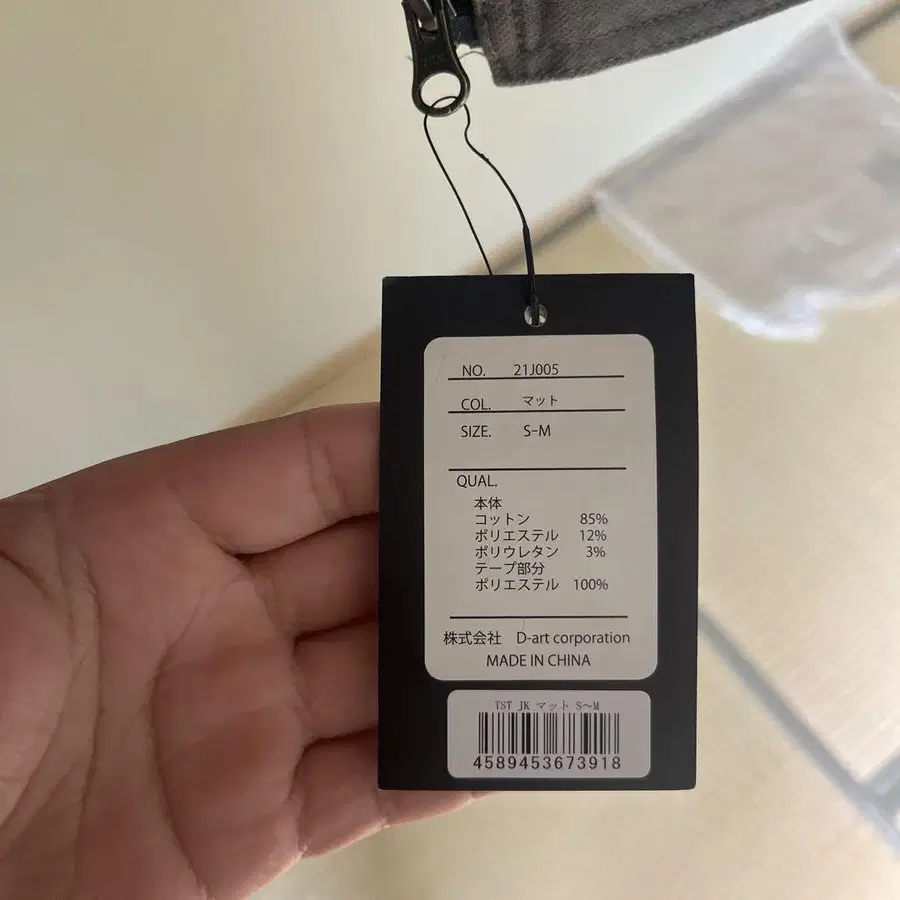 NO. 21J005
COL. マット
SIZE. S-M
QUAL.
本体
コットン 85%
ポリエステル 12%
ポリウレタン 3%
テープ部分
ポリエステル 100%
株式会社 D-art corporation
MADE IN CHINA
TST JK マット S〜M
4589453673918